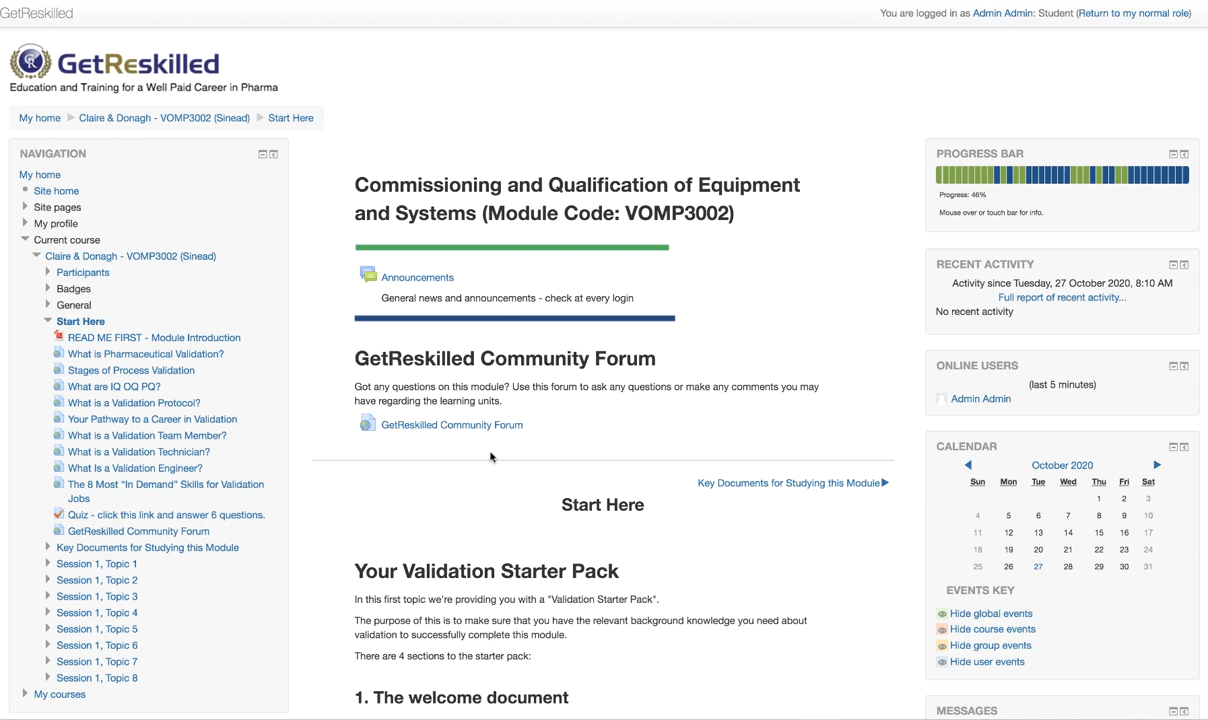 GetReskilled
You are logged in as Admin Admin: Student (Return to my normal role)
GetReskilled
Education and Training for a Well Paid Career in Pharma
My home Claire & Donagh - VOMP3002 (Sinead) Start Here
NAVIGATION
My home
Site home
Site pages
My profile
Current course
Claire & Donagh - VOMP3002 (Sinead)
Participants
Badges
General
Start Here
READ ME FIRST - Module Introduction
What is Pharmaceutical Validation?
Stages of Process Validation
What are IQ OQ PQ?
What is a Validation Protocol?
Your Pathway to a Career in Validation
What is a Validation Team Member?
What is a Validation Technician?
What Is a Validation Engineer?
The 8 Most "In Demand" Skills for Validation
Jobs
Quiz - click this link and answer 6 questions.
GetReskilled Community Forum
Key Documents for Studying this Module
Session 1, Topic 1
Session 1, Topic 2
Session 1, Topic 3
Session 1, Topic 4
Session 1, Topic 5
Session 1, Topic 6
Session 1, Topic 7
Session 1, Topic 8
My courses
Commissioning and Qualification of Equipment
and Systems (Module Code: VOMP3002)
Announcements
General news and announcements - check at every login
GetReskilled Community Forum
Got any questions on this module? Use this forum to ask any questions or make any comments you may
have regarding the learning units.
GetReskilled Community Forum
Key Documents for Studying this Module
Start Here
Your Validation Starter Pack
In this first topic we're providing you with a "Validation Starter Pack".
The purpose of this is to make sure that you have the relevant background knowledge you need about
validation to successfully complete this module.
There are 4 sections to the starter pack:
1. The welcome document
PROGRESS BAR
Progress: 46%
Mouse over or touch bar for info.
RECENT ACTIVITY
Activity since Tuesday, 27 October 2020, 8:10 AM
Full report of recent activity...
No recent activity
ONLINE USERS
(last 5 minutes)
Admin Admin
CALENDAR
October 2020
Sun Mon Tue Wed Thu Fri Sat
1 2 3
4 5 6 7 8 9 10
11 12 13 14 15 16 17
18 19 20 21 22 23 24
25 26 27 28 29 30 31
EVENTS KEY
Hide global events
Hide course events
Hide group events
Hide user events
MESSAGES